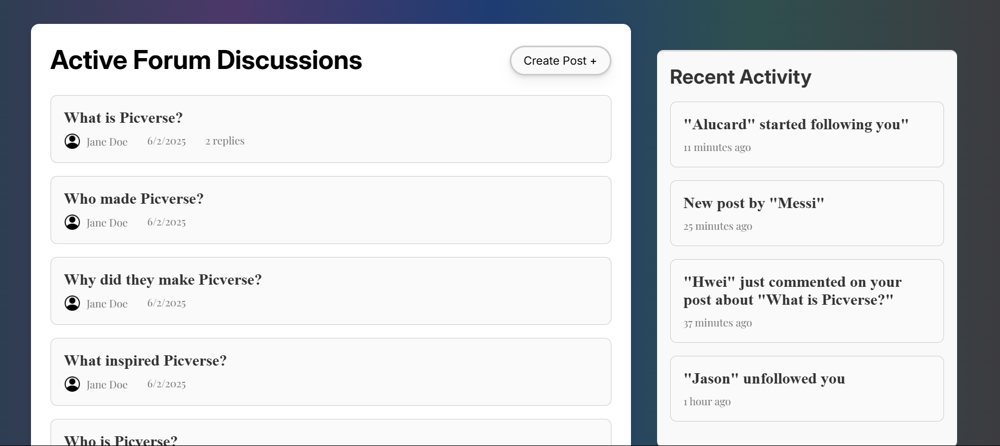 Active Forum Discussions
Create Post +
What is Picverse?
Jane Doe 6/2/2025 2 replies
Who made Picverse?
Jane Doe 6/2/2025
Why did they make Picverse?
Jane Doe 6/2/2025
What inspired Picverse?
Jane Doe 6/2/2025
Who is Picverse?
Recent Activity
"Alucard" started following you"
11 minutes ago
New post by "Messi"
25 minutes ago
"Hwei" just commented on your
post about "What is Picverse?"
37 minutes ago
"Jason" unfollowed you
1 hour ago